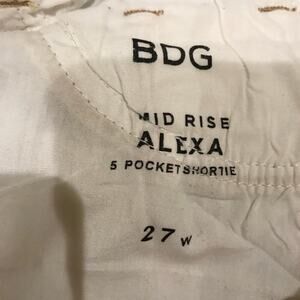 BDG
MID RISE
ALEXA
5 POCKETSHORTIE
27 W